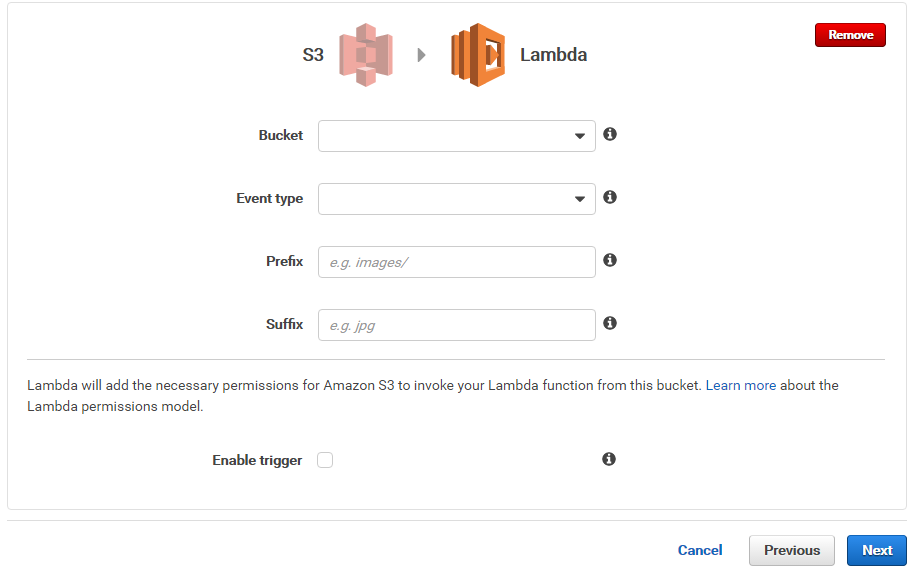 S3 Lambda Remove
Bucket
Event type
Prefix e.g. images/
Suffix e.g. jpg
Lambda will add the necessary permissions for Amazon S3 to invoke your Lambda function from this bucket. Learn more about the
Lambda permissions model.
Enable trigger
Cancel Previous Next